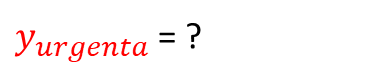 y_urgenta = ?